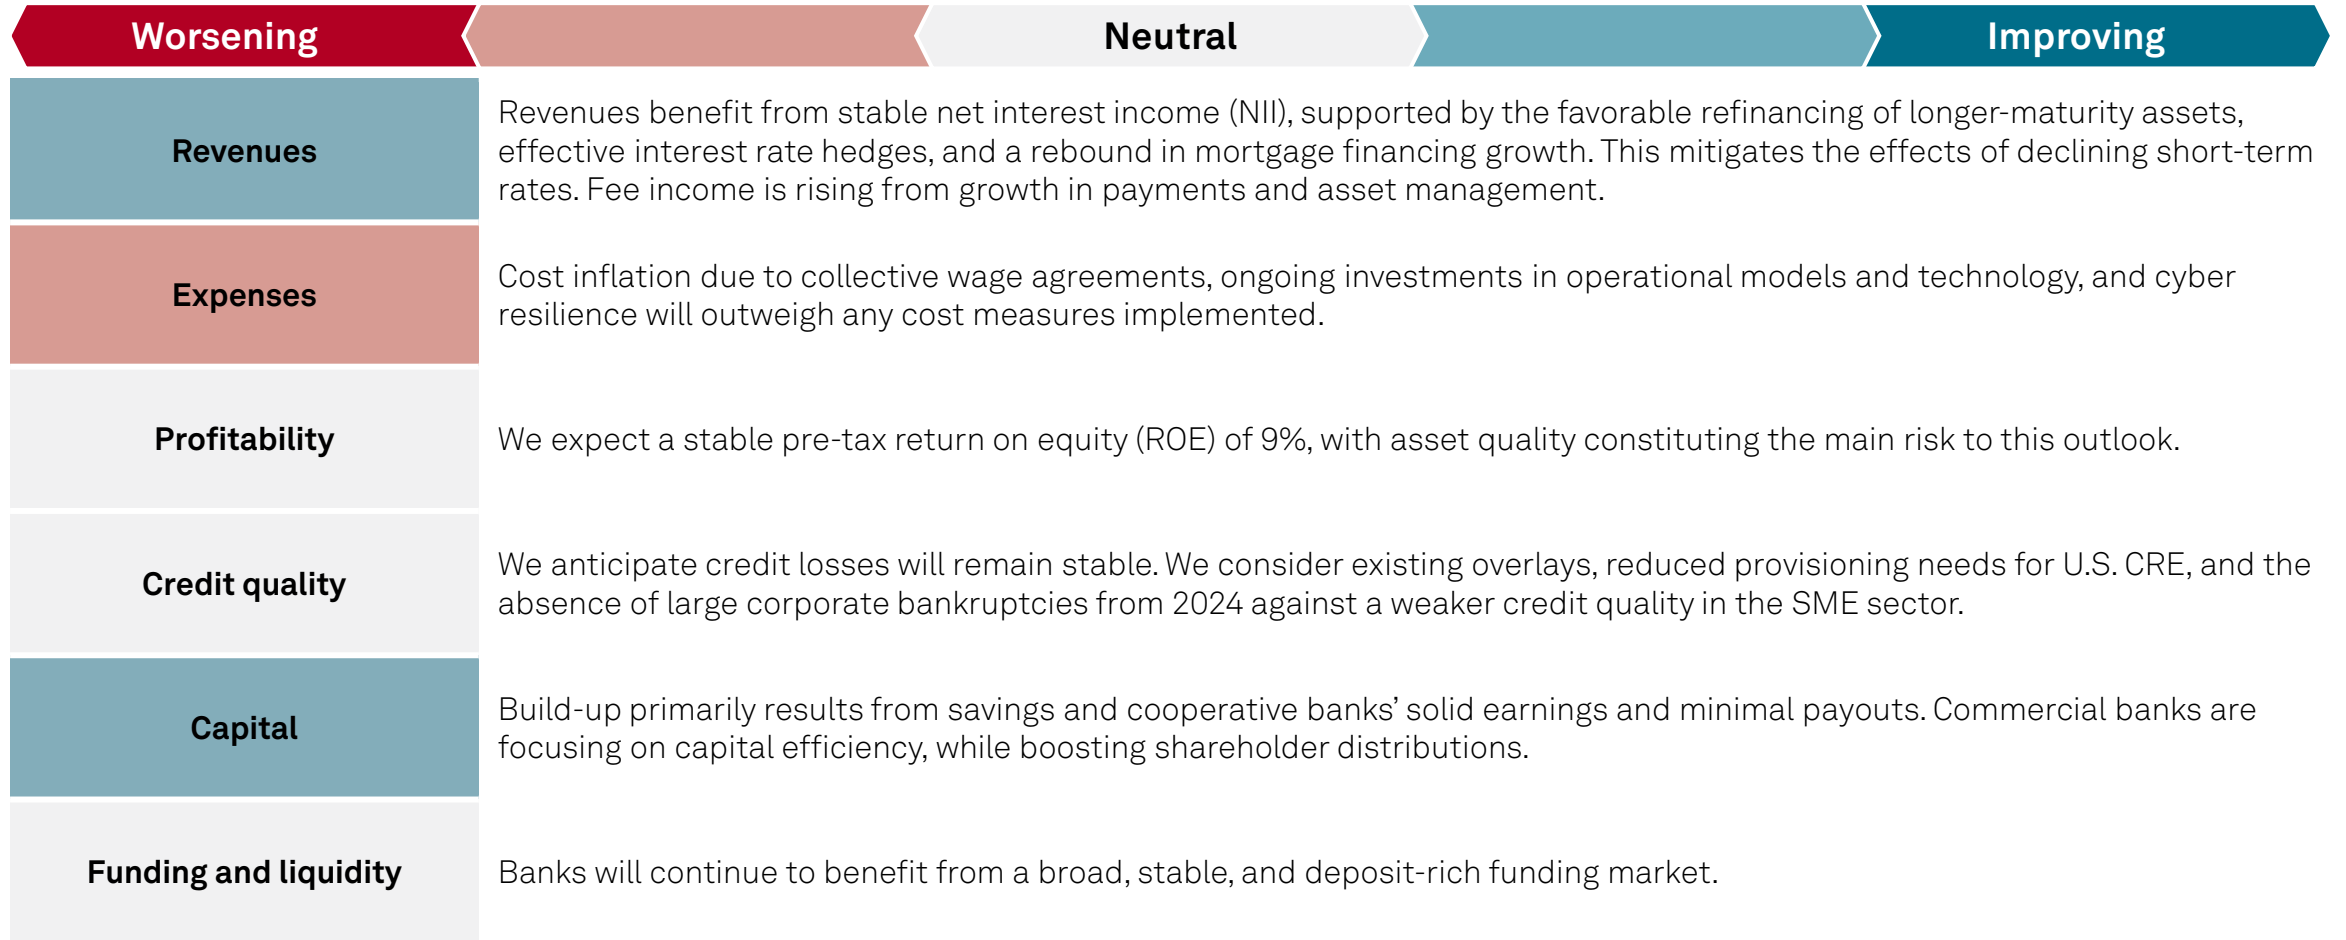 Worsening
Neutral
Improving
Revenues
Revenues benefit from stable net interest income (NII), supported by the favorable refinancing of longer-maturity assets,
effective interest rate hedges, and a rebound in mortgage financing growth. This mitigates the effects of declining short-term
rates. Fee income is rising from growth in payments and asset management.
Expenses
Cost inflation due to collective wage agreements, ongoing investments in operational models and technology, and cyber
resilience will outweigh any cost measures implemented.
Profitability
We expect a stable pre-tax return on equity (ROE) of 9%, with asset quality constituting the main risk to this outlook.
Credit quality
We anticipate credit losses will remain stable. We consider existing overlays, reduced provisioning needs for U.S. CRE, and the
absence of large corporate bankruptcies from 2024 against a weaker credit quality in the SME sector.
Capital
Build-up primarily results from savings and cooperative banks’ solid earnings and minimal payouts. Commercial banks are
focusing on capital efficiency, while boosting shareholder distributions.
Funding and liquidity
Banks will continue to benefit from a broad, stable, and deposit-rich funding market.